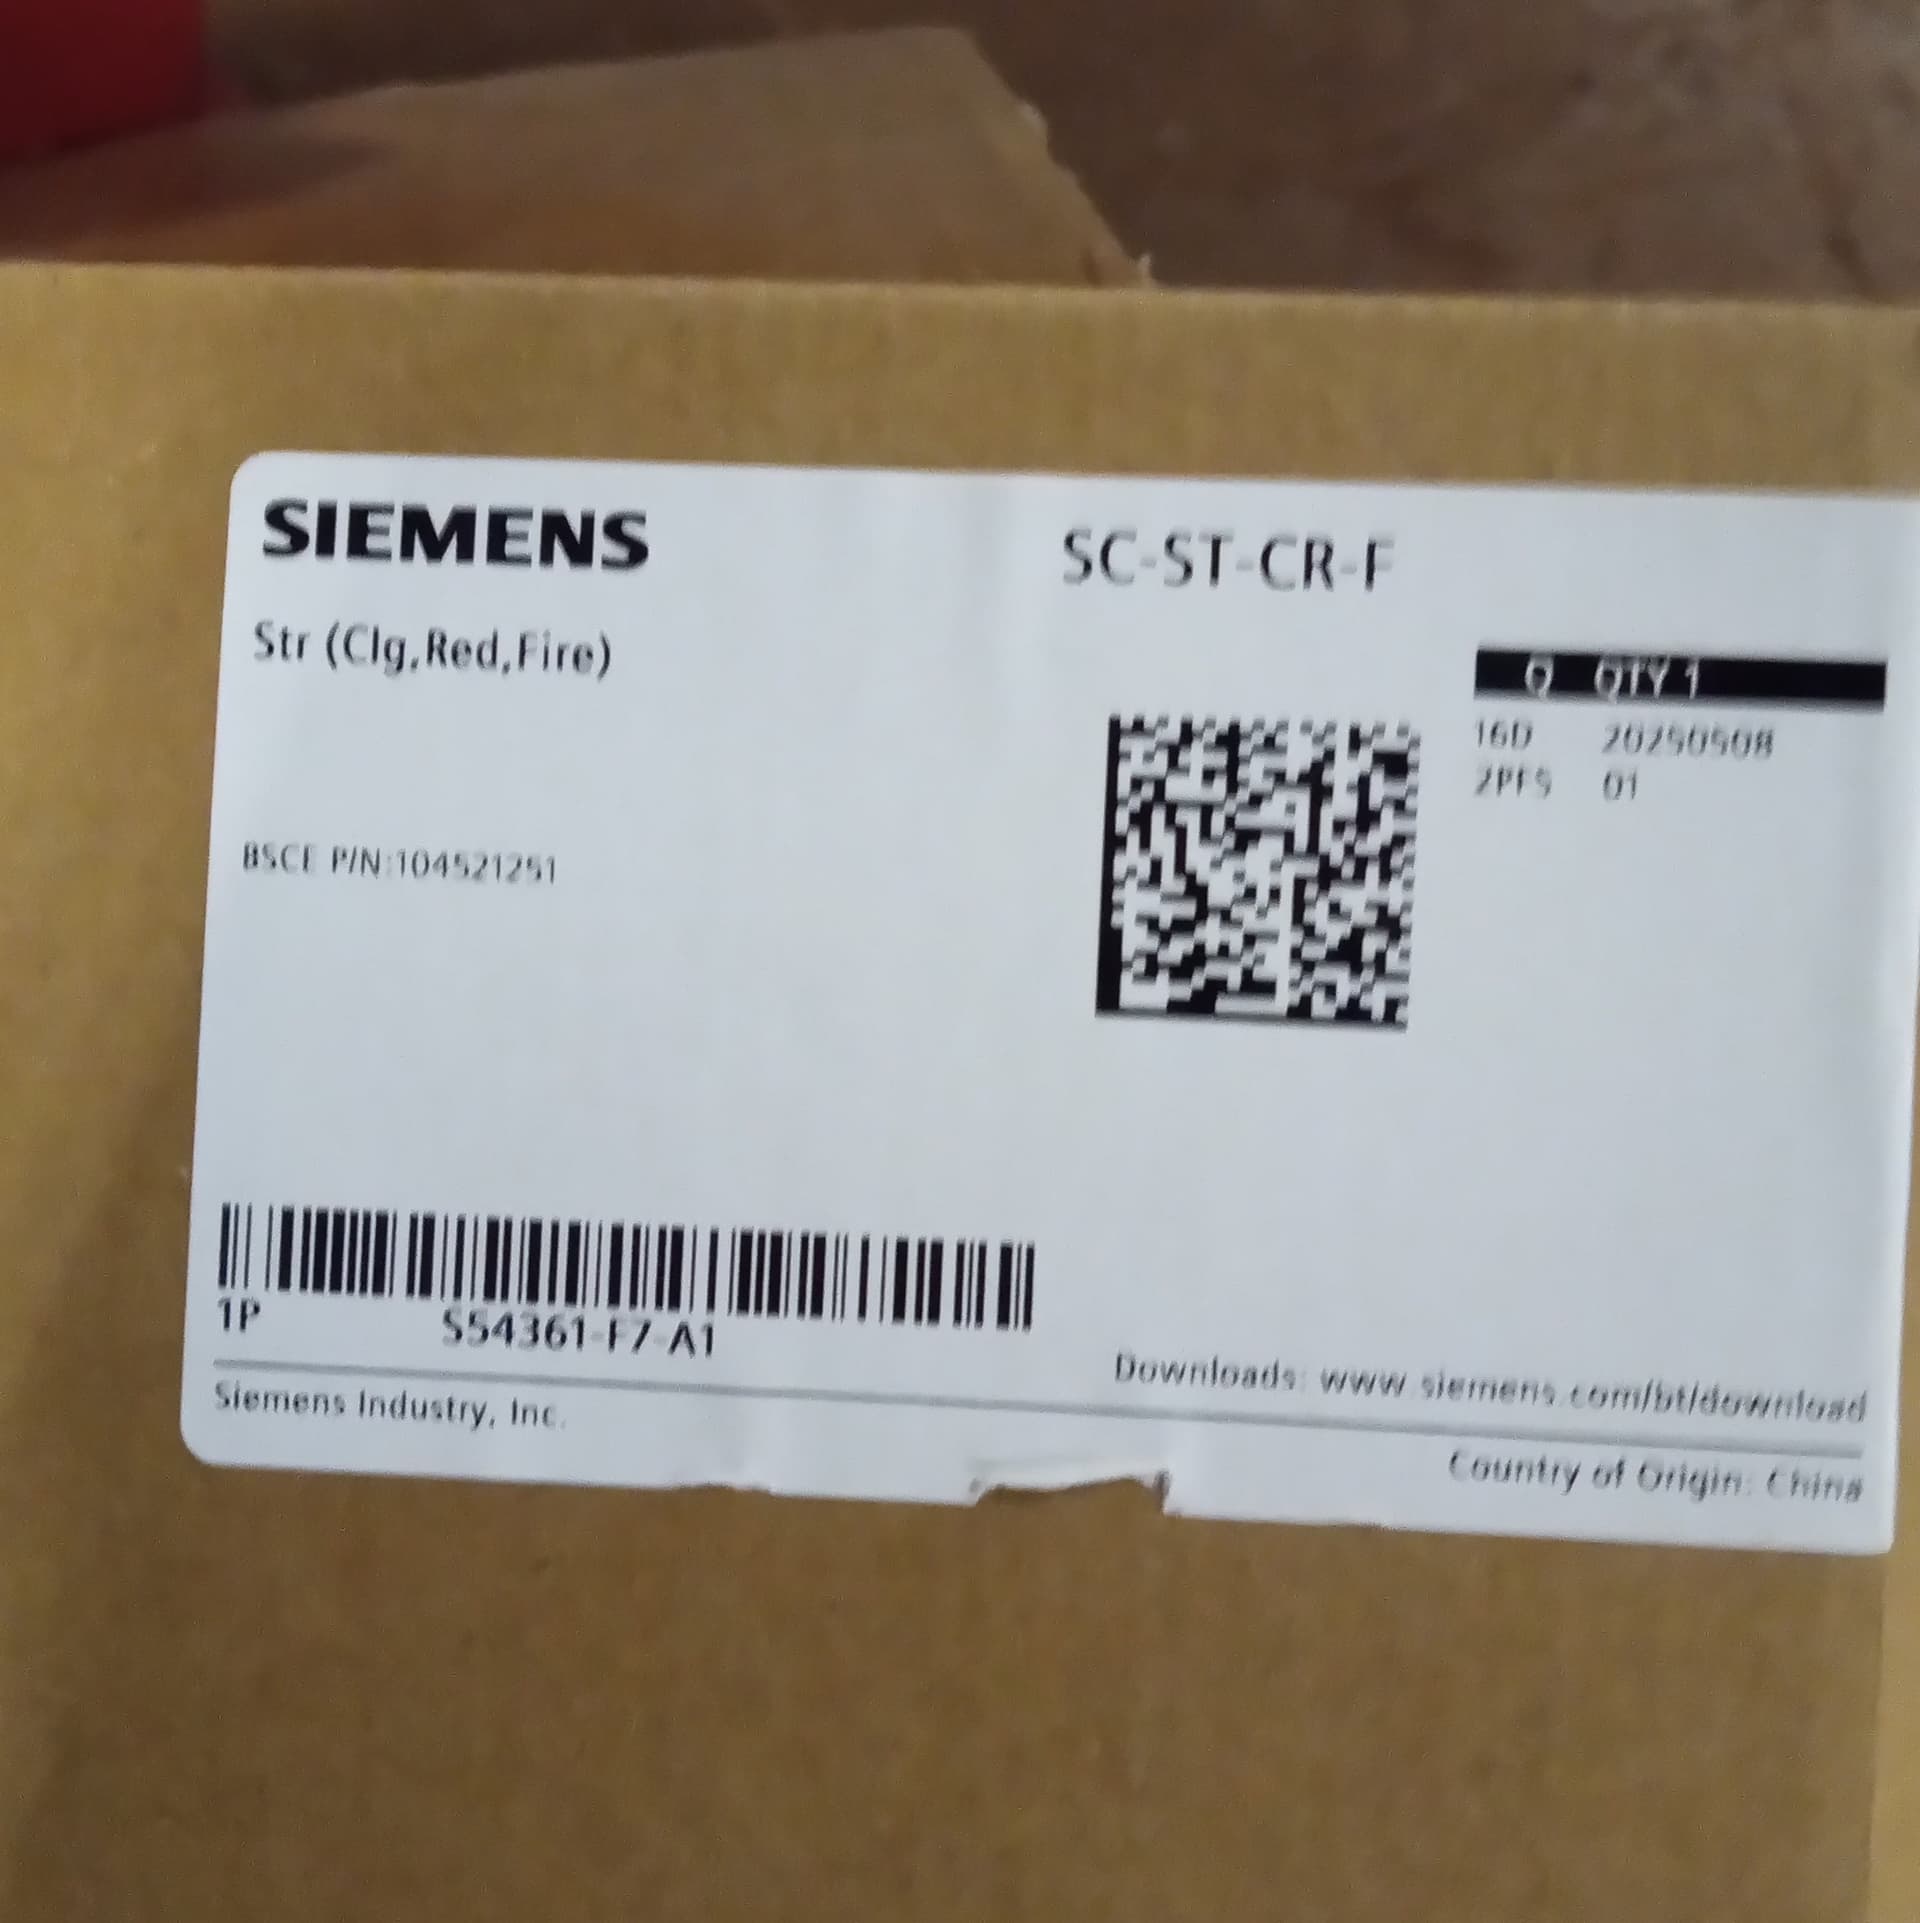 SIEMENS
SC-ST-CR-F
Str (Clg,Red,Fire)
Q QTY 1
16D 20250508
2PFS 01
BSCE P/N:104521251
1P S54361-F7-A1
Downloads: www.siemens.com/bt/download
Siemens Industry, Inc.
Country of Origin: China